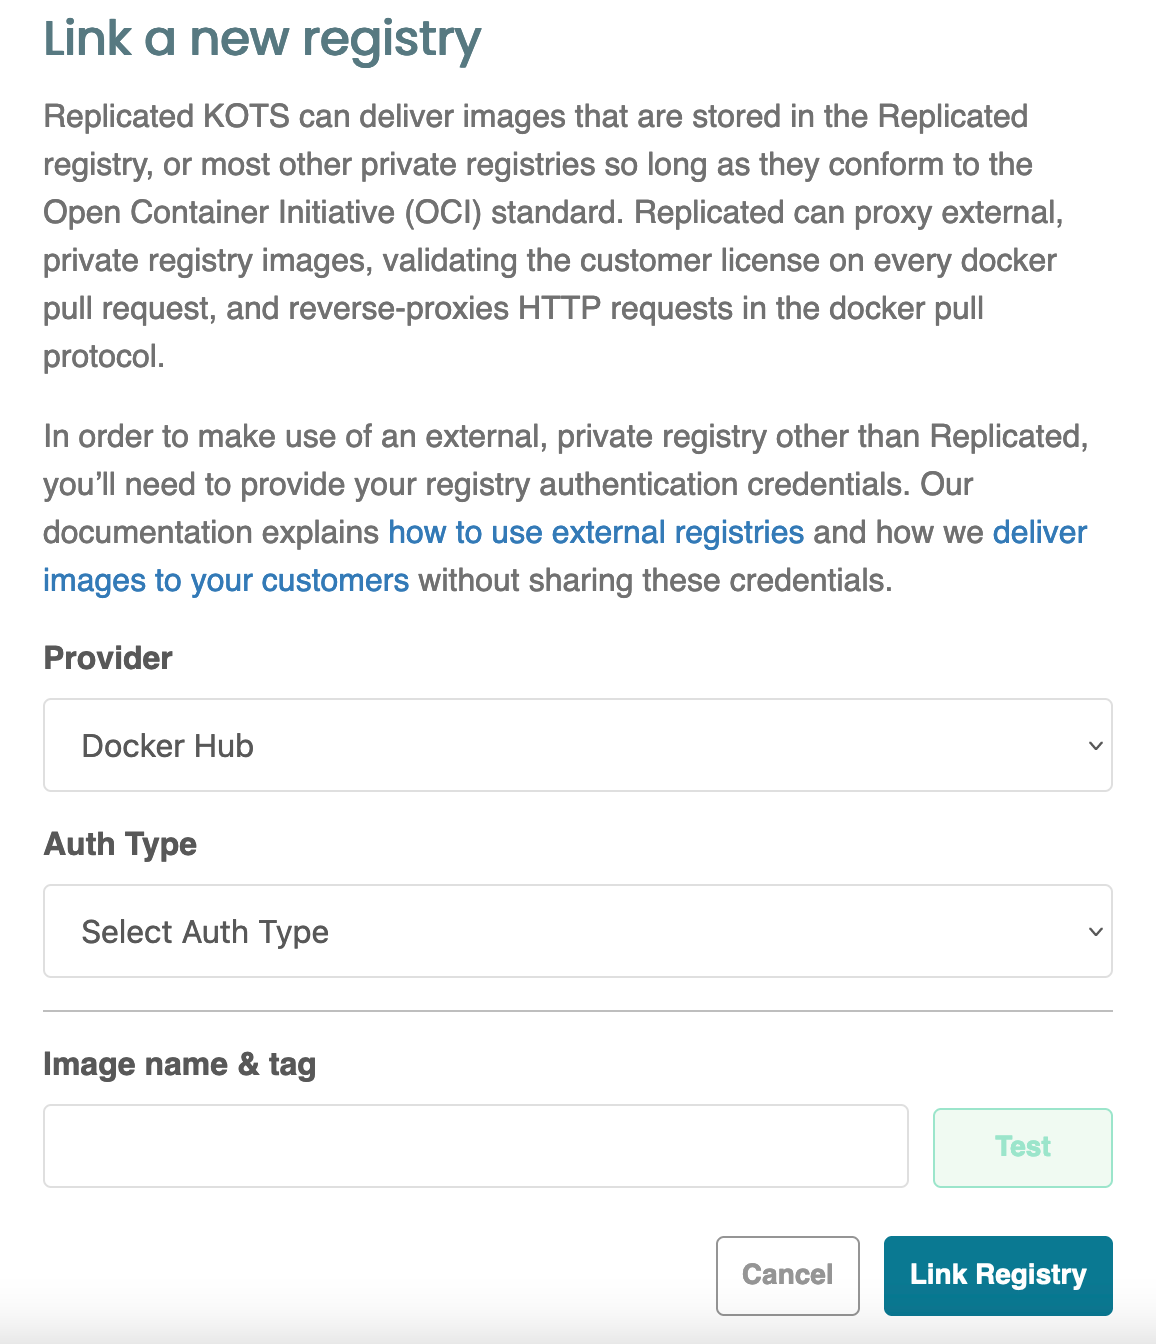 Link a new registry
Replicated KOTS can deliver images that are stored in the Replicated
registry, or most other private registries so long as they conform to the
Open Container Initiative (OCI) standard. Replicated can proxy external,
private registry images, validating the customer license on every docker
pull request, and reverse-proxies HTTP requests in the docker pull
protocol.
In order to make use of an external, private registry other than Replicated,
you’ll need to provide your registry authentication credentials. Our
documentation explains how to use external registries and how we deliver
images to your customers without sharing these credentials.
Provider
Docker Hub
Auth Type
Select Auth Type
Image name & tag
Test
Cancel
Link Registry